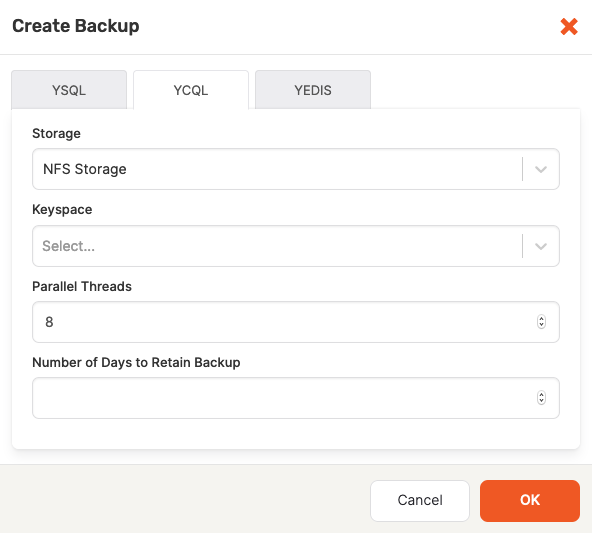 Create Backup
YSQL YCQL YEDIS
Storage
NFS Storage
Keyspace
Select...
Parallel Threads
8
Number of Days to Retain Backup
Cancel OK